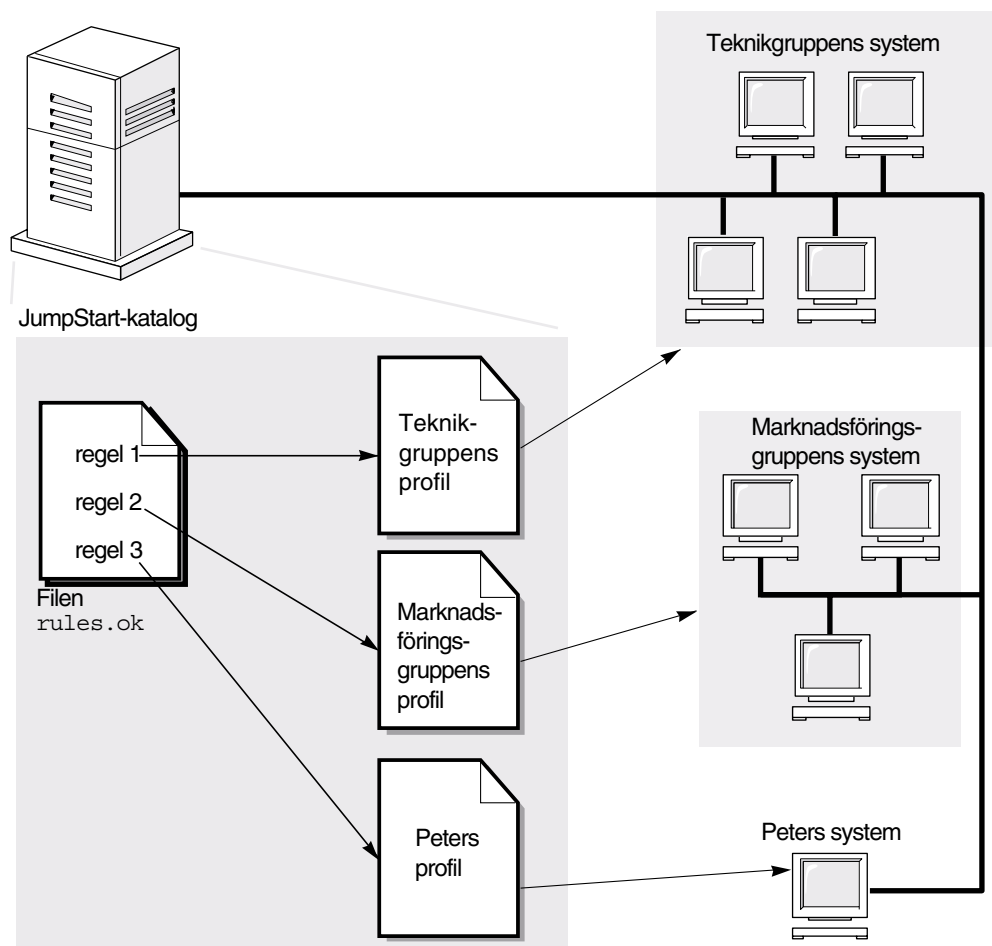 Teknikgruppens system
JumpStart-katalog
Teknik-
gruppens
profil
regel 1
regel 2
regel 3
Filen
rules.ok
Marknadsförings-
gruppens system
Marknads-
förings-
gruppens
profil
Peters
profil
Peters system